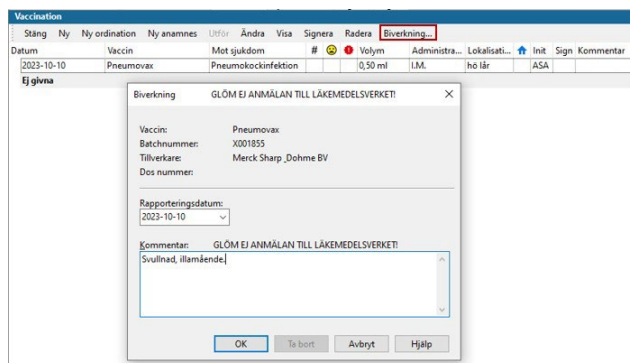 Vaccination
Stäng Ny Ny ordination Ny anamnes Utför Ändra Visa Signera Radera Biverkning...
Datum Vaccin Mot sjukdom # Volym Administra... Lokalisati... Init Sign Kommentar
2023-10-10 Pneumovax Pneumokockinfektion 0,50 ml I.M. hö lår ASA
Ej givna
Biverkning GLÖM EJ ANMÄLAN TILL LÄKEMEDELSVERKET!
Vaccin: Pneumovax
Batchnummer: X001855
Tillverkare: Merck Sharp_Dohme BV
Dos nummer:
Rapporteringsdatum:
2023-10-10
Kommentar: GLÖM EJ ANMÄLAN TILL LÄKEMEDELSVERKET!
Svullnad, illamående.
OK Ta bort Avbryt Hjälp